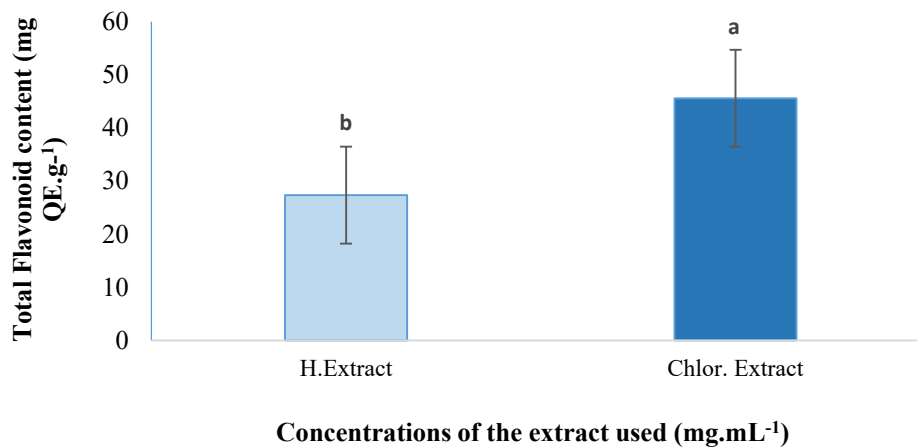 Total Flavonoid content (mg
QE.g-¹)
60
50
40
30
20
10
0
b
a
H.Extract
Chlor. Extract
Concentrations of the extract used (mg.mL⁻¹)